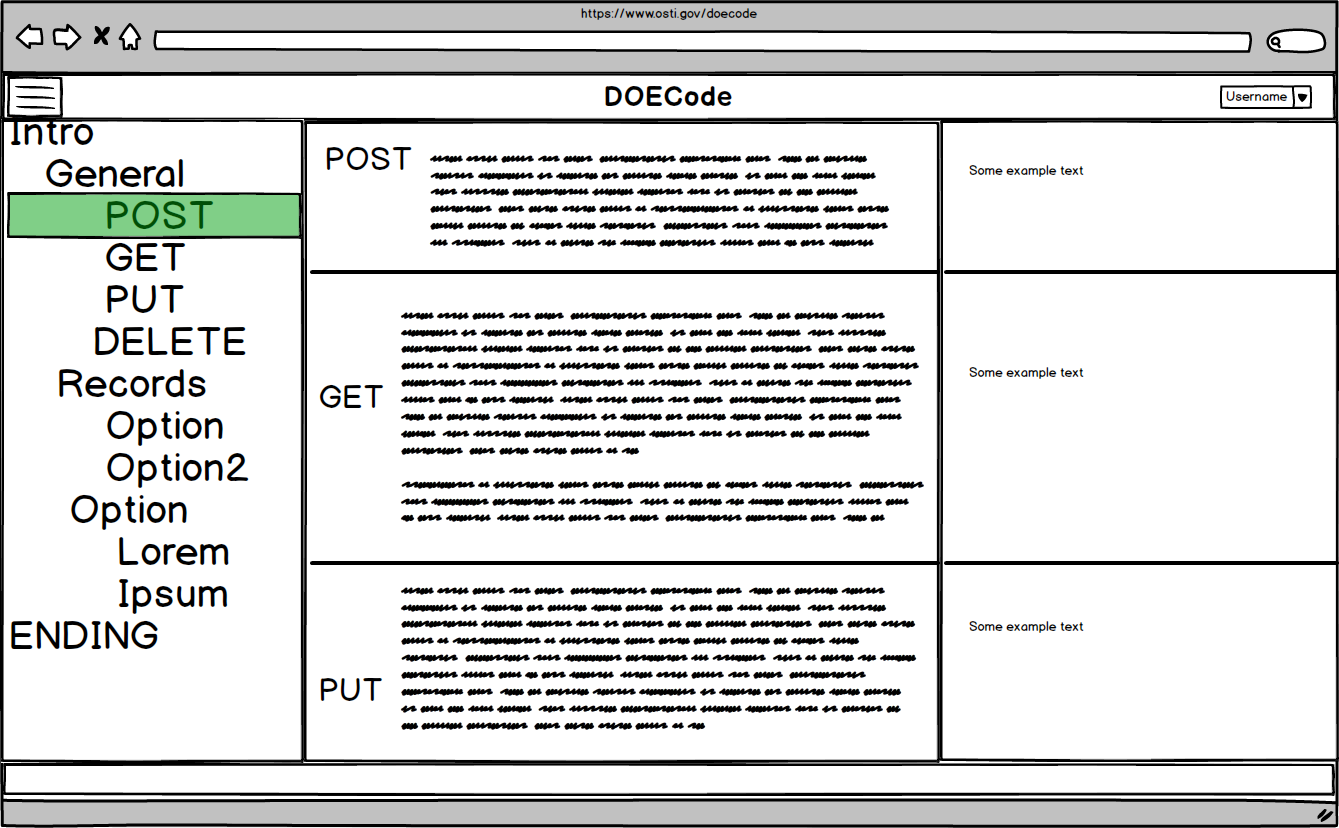 https://www.osti.gov/doecode
DOECode
Username
Intro
General
POST
GET
PUT
DELETE
Records
Option
Option2
Option
Lorem
Ipsum
ENDING
POST
GET
PUT
Some example text
Some example text
Some example text